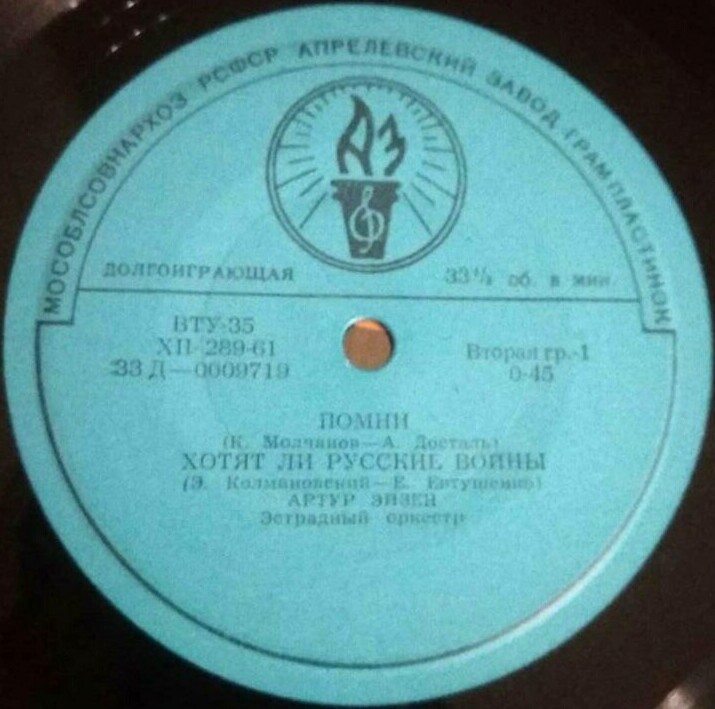 МОСОБЛСОВНАРХОЗ РСФСР АПРЕЛЕВСКИЙ ЗАВОД ГРАМПЛАСТИНОК
АЗ
ДОЛГОИГРАЮЩАЯ 33⅓ об. в мин.
ВТУ-35
ХП-289-61 Вторая гр.-1
33 Д—0009719 0-45
ПОМНИ
(К. Молчанов—А. Досталь)
ХОТЯТ ЛИ РУССКИЕ ВОЙНЫ
(Э. Колмановский—Е. Евтушенко)
АРТУР ЭЙЗЕН
Эстрадный оркестр